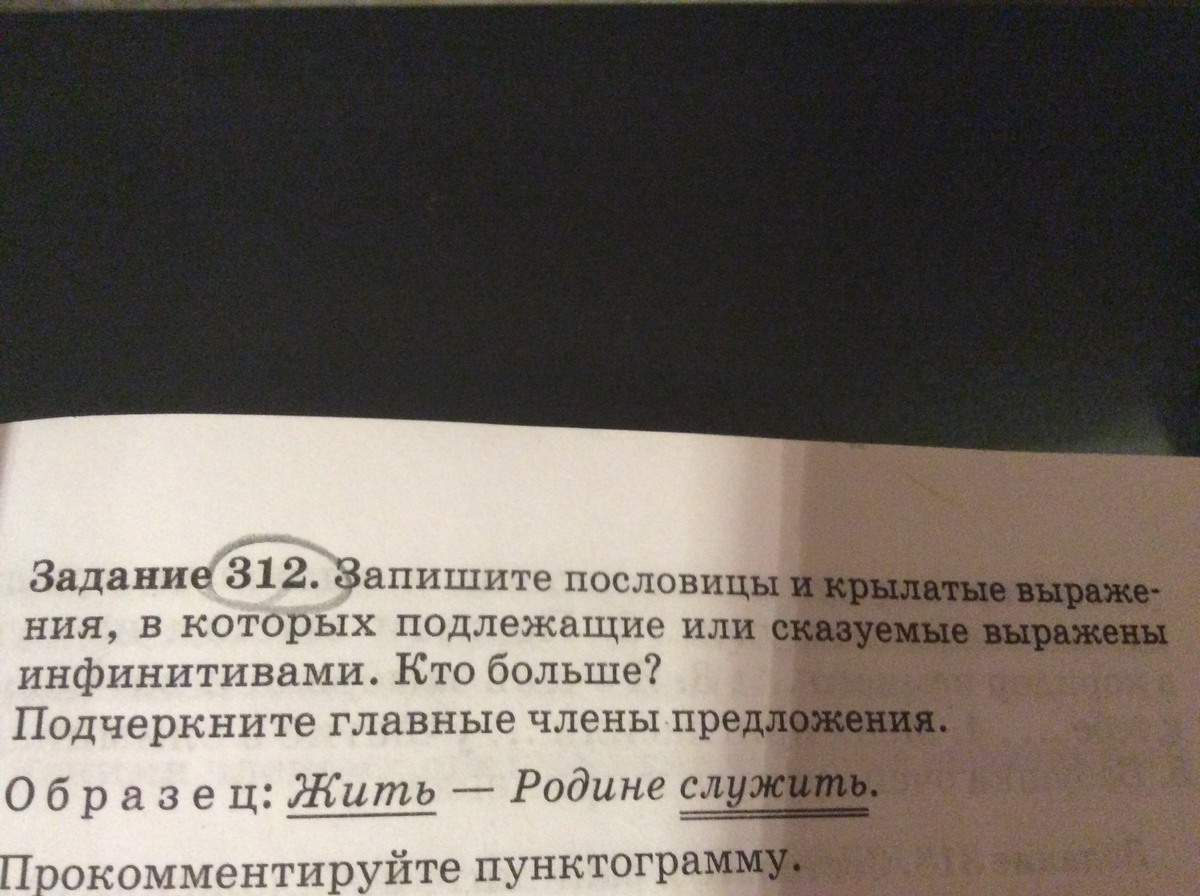 Задание 312. Запишите пословицы и крылатые выраже-
ния, в которых подлежащие или сказуемые выражены
инфинитивами. Кто больше?
Подчеркните главные члены предложения.
Образец: Жить — Родине служить.
Прокомментируйте пунктограмму.